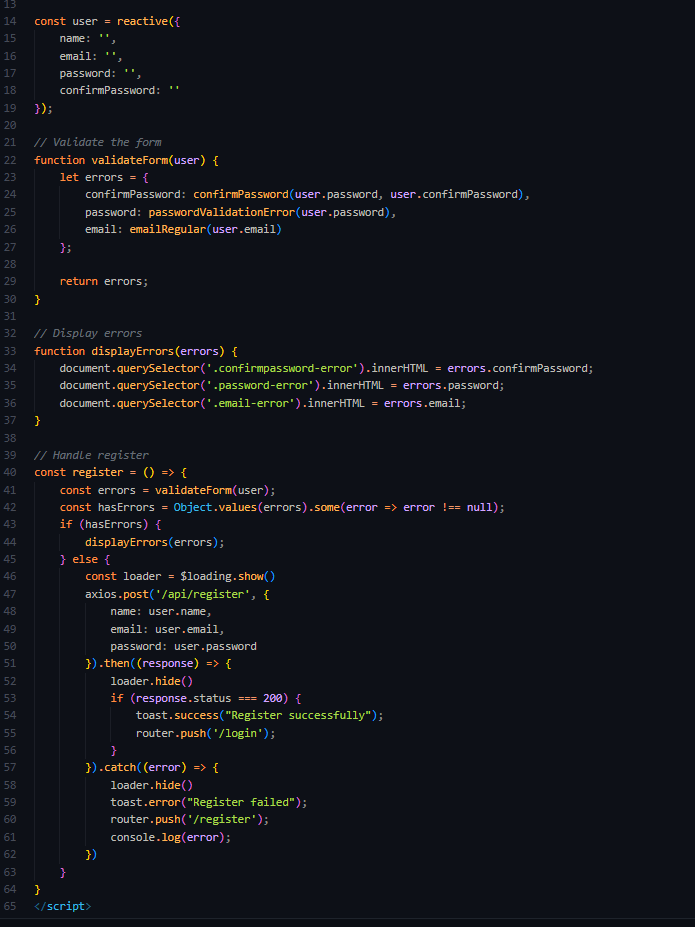 13
14 const user = reactive({
15     name: '',
16     email: '',
17     password: '',
18     confirmPassword: ''
19 });
20
21 // Validate the form
22 function validateForm(user) {
23     let errors = {
24         confirmPassword: confirmPassword(user.password, user.confirmPassword),
25         password: passwordValidationError(user.password),
26         email: emailRegular(user.email)
27     };
28
29     return errors;
30 }
31
32 // Display errors
33 function displayErrors(errors) {
34     document.querySelector('.confirmpassword-error').innerHTML = errors.confirmPassword;
35     document.querySelector('.password-error').innerHTML = errors.password;
36     document.querySelector('.email-error').innerHTML = errors.email;
37 }
38
39 // Handle register
40 const register = () => {
41     const errors = validateForm(user);
42     const hasErrors = Object.values(errors).some(error => error !== null);
43     if (hasErrors) {
44         displayErrors(errors);
45     } else {
46         const loader = $loading.show()
47         axios.post('/api/register', {
48             name: user.name,
49             email: user.email,
50             password: user.password
51         }).then((response) => {
52             loader.hide()
53             if (response.status === 200) {
54                 toast.success("Register successfully");
55                 router.push('/login');
56             }
57         }).catch((error) => {
58             loader.hide()
59             toast.error("Register failed");
60             router.push('/register');
61             console.log(error);
62         })
63     }
64 }
65 </script>